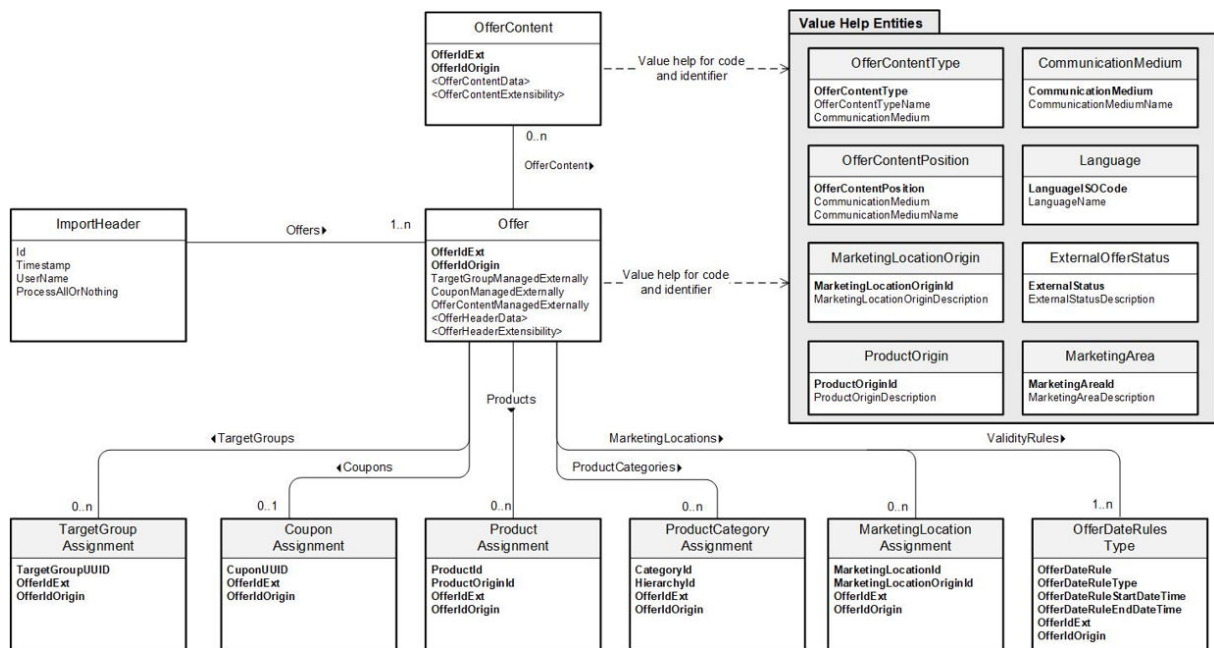 OfferContent
OfferIdExt
OfferIdOrigin
<OfferContentData>
<OfferContentExtensibility>
Value help for code
and identifier
0..n
OfferContent
ImportHeader
Id
Timestamp
UserName
ProcessAllOrNothing
Offers
1..n
Offer
OfferIdExt
OfferIdOrigin
TargetGroupManagedExternally
CouponManagedExternally
OfferContentManagedExternally
<OfferHeaderData>
<OfferHeaderExtensibility>
Value help for code
and identifier
Value Help Entities
OfferContentType
OfferContentType
OfferContentTypeName
CommunicationMedium
CommunicationMedium
CommunicationMedium
CommunicationMediumName
OfferContentPosition
OfferContentPosition
CommunicationMedium
CommunicationMediumName
Language
LanguageISOCode
LanguageName
MarketingLocationOrigin
MarketingLocationOriginId
MarketingLocationOriginDescription
ExternalOfferStatus
ExternalStatus
ExternalStatusDescription
ProductOrigin
ProductOriginId
ProductOriginDescription
MarketingArea
MarketingAreaId
MarketingAreaDescription
Products
TargetGroups
MarketingLocations
ValidityRules
Coupons
ProductCategories
0..n
0..1
0..n
0..n
0..n
1..n
TargetGroup
Assignment
TargetGroupUUID
OfferIdExt
OfferIdOrigin
Coupon
Assignment
CuponUUID
OfferIdExt
OfferIdOrigin
Product
Assignment
ProductId
ProductOriginId
OfferIdExt
OfferIdOrigin
ProductCategory
Assignment
CategoryId
HierarchyId
OfferIdExt
OfferIdOrigin
MarketingLocation
Assignment
MarketingLocationId
MarketingLocationOriginId
OfferIdExt
OfferIdOrigin
OfferDateRules
Type
OfferDateRule
OfferDateRuleType
OfferDateRuleStartDateTime
OfferDateRuleEndDateTime
OfferIdExt
OfferIdOrigin